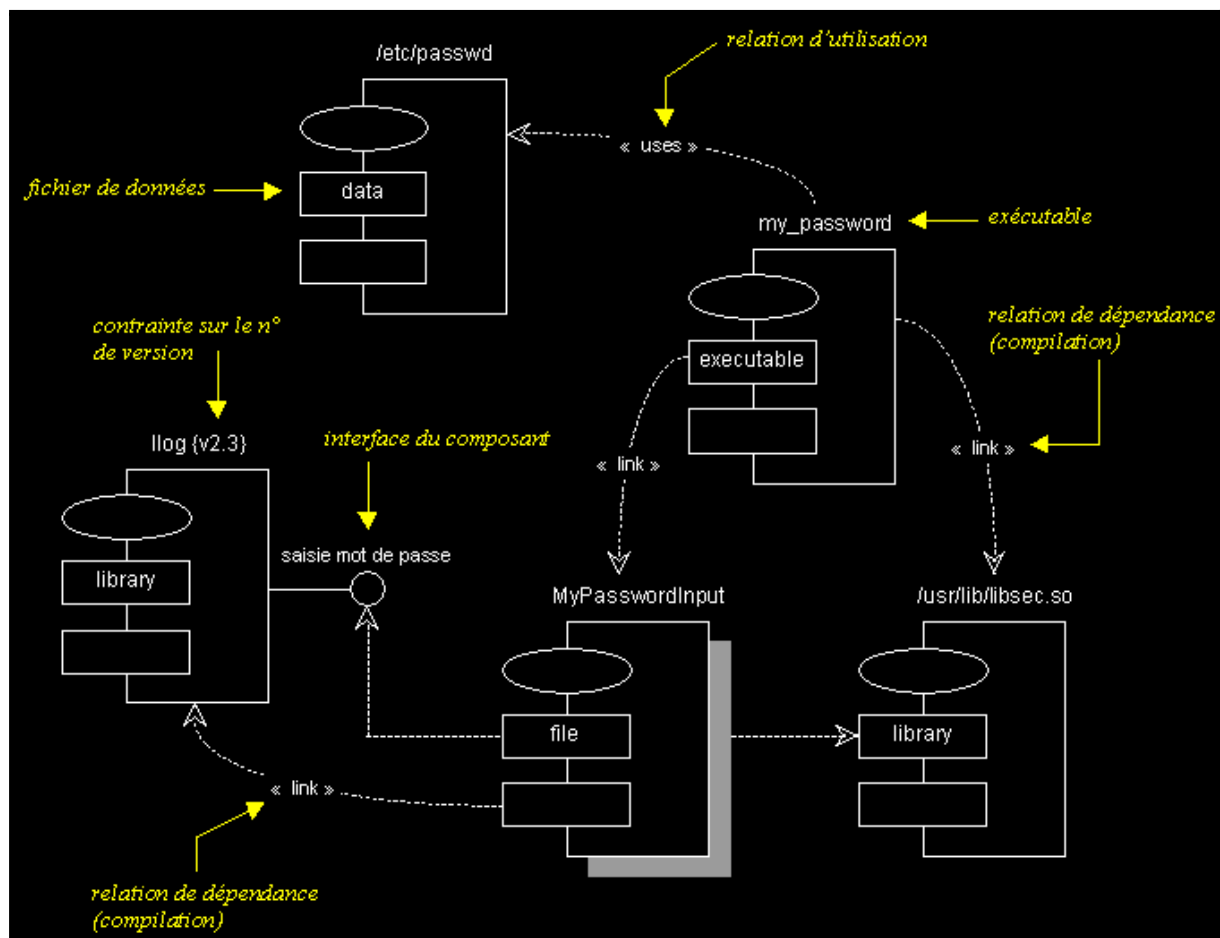 relation d'utilisation
/etc/passwd
« uses »
fichier de données
data
my_password
exécutable
contrainte sur le n°
de version
relation de dépendance
(compilation)
executable
llog {v2.3}
interface du composant
« link »
« link »
saisie mot de passe
library
MyPasswordInput
/usr/lib/libsec.so
file
library
« link »
relation de dépendance
(compilation)